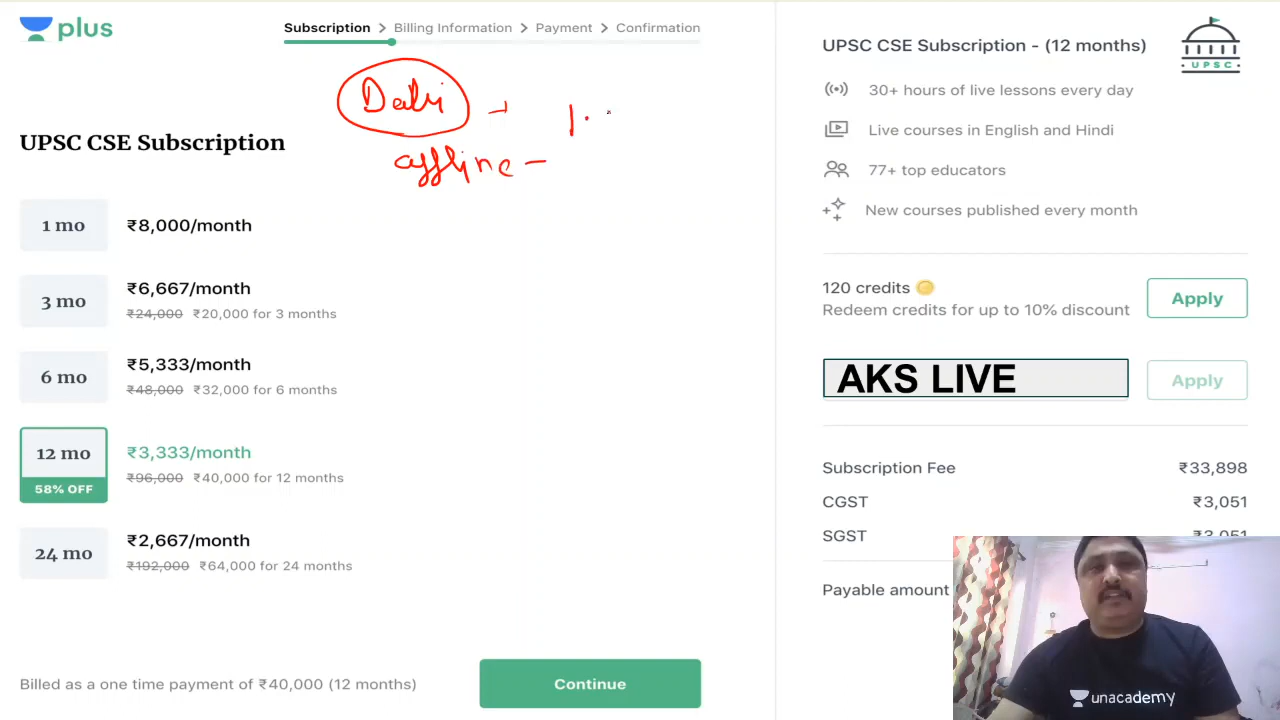 plus
Subscription > Billing Information > Payment > Confirmation
UPSC CSE Subscription
offline -
1 mo
₹8,000/month
3 mo
₹6,667/month
₹24,000 ₹20,000 for 3 months
6 mo
₹5,333/month
₹48,000 ₹32,000 for 6 months
12 mo
58% OFF
₹3,333/month
₹96,000 ₹40,000 for 12 months
24 mo
₹2,667/month
₹192,000 ₹64,000 for 24 months
Billed as a one time payment of ₹40,000 (12 months)
Continue
UPSC CSE Subscription - (12 months)
UPSC
30+ hours of live lessons every day
Live courses in English and Hindi
77+ top educators
New courses published every month
120 credits
Redeem credits for up to 10% discount
Apply
AKS LIVE
Apply
Subscription Fee ₹33,898
CGST ₹3,051
SGST ₹3,051
Payable amount
unacademy